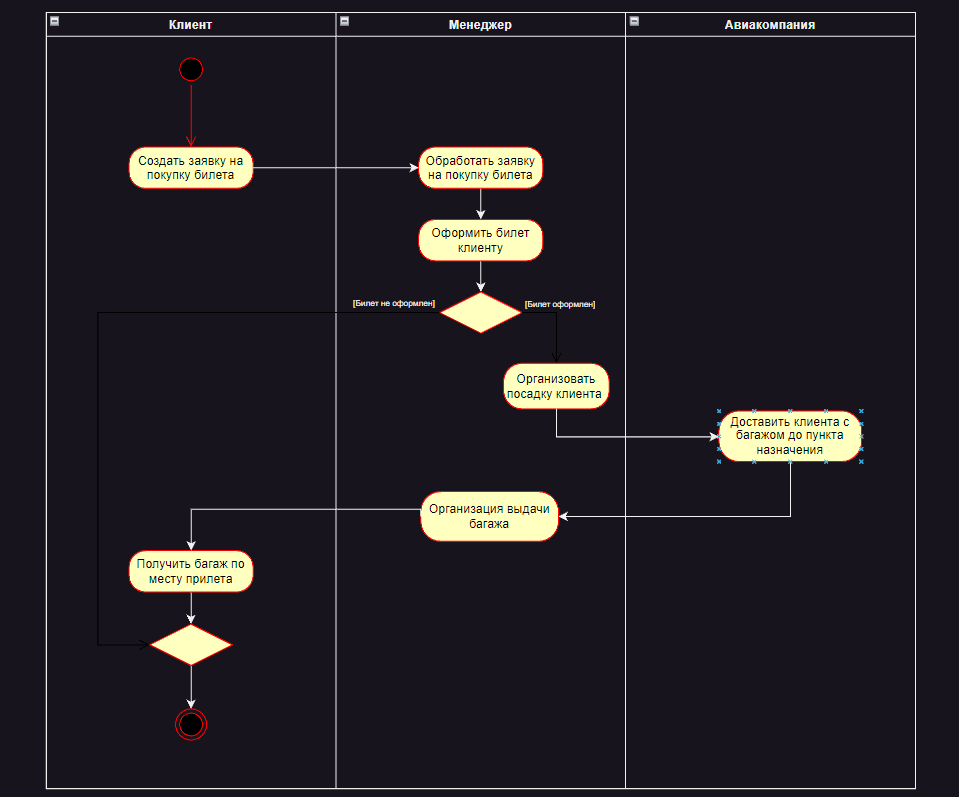 Клиент
Менеджер
Авиакомпания
Создать заявку на
покупку билета
Обработать заявку
на покупку билета
Оформить билет
клиенту
[Билет не оформлен]
[Билет оформлен]
Организовать
посадку клиента
Доставить клиента с
багажом до пункта
назначения
Организация выдачи
багажа
Получить багаж по
месту прилета